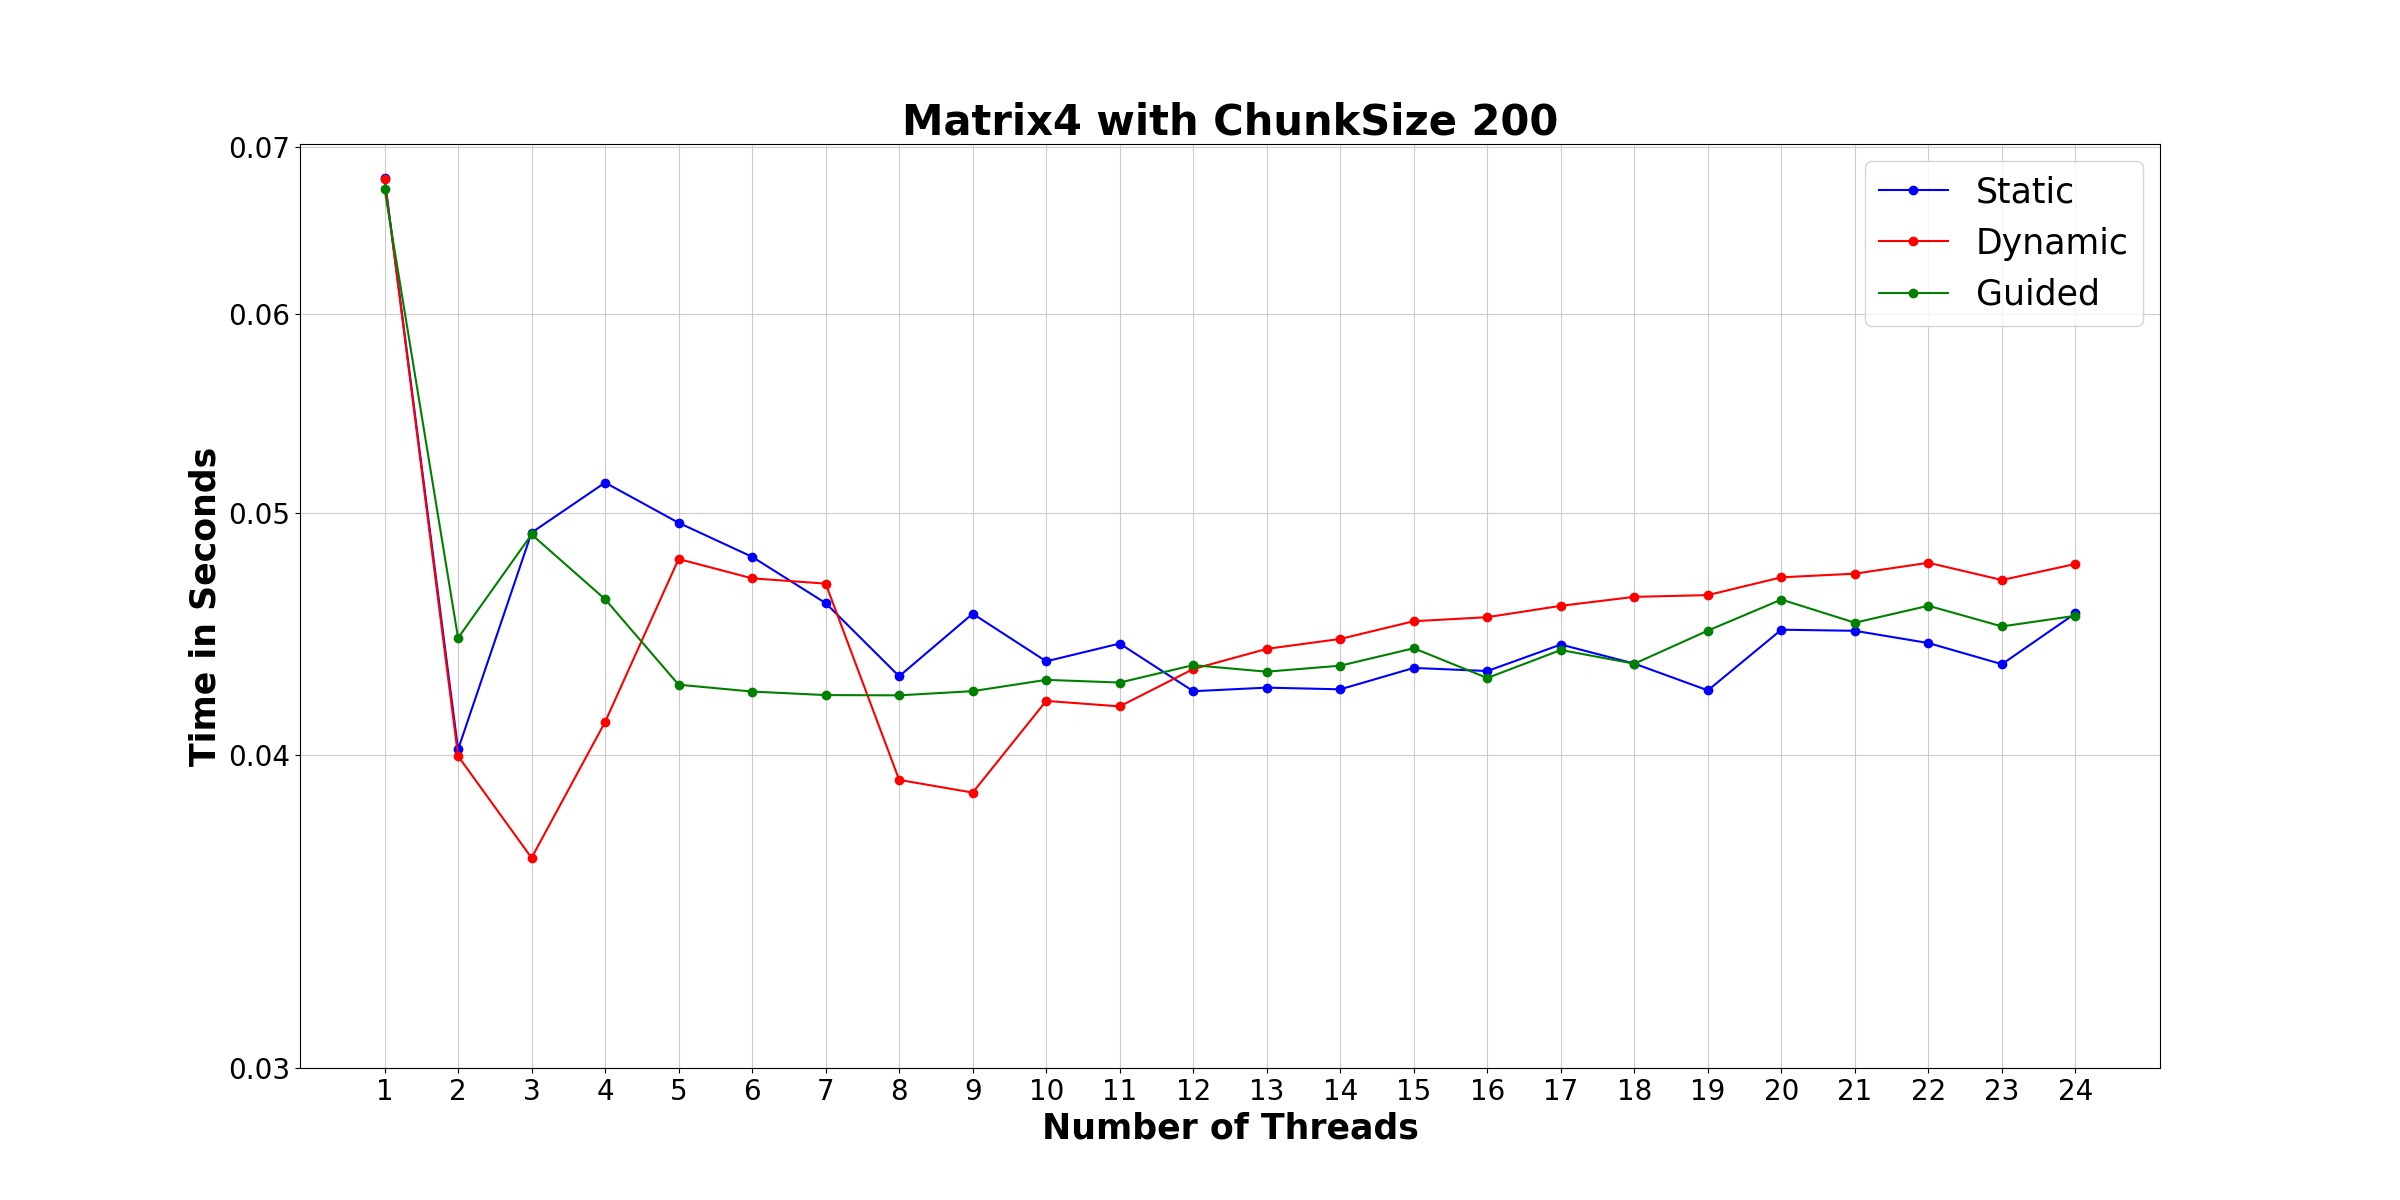 Matrix4 with ChunkSize 200
0.07
0.06
0.05
0.04
0.03
Time in Seconds
Static
Dynamic
Guided
1 2 3 4 5 6 7 8 9 10 11 12 13 14 15 16 17 18 19 20 21 22 23 24
Number of Threads